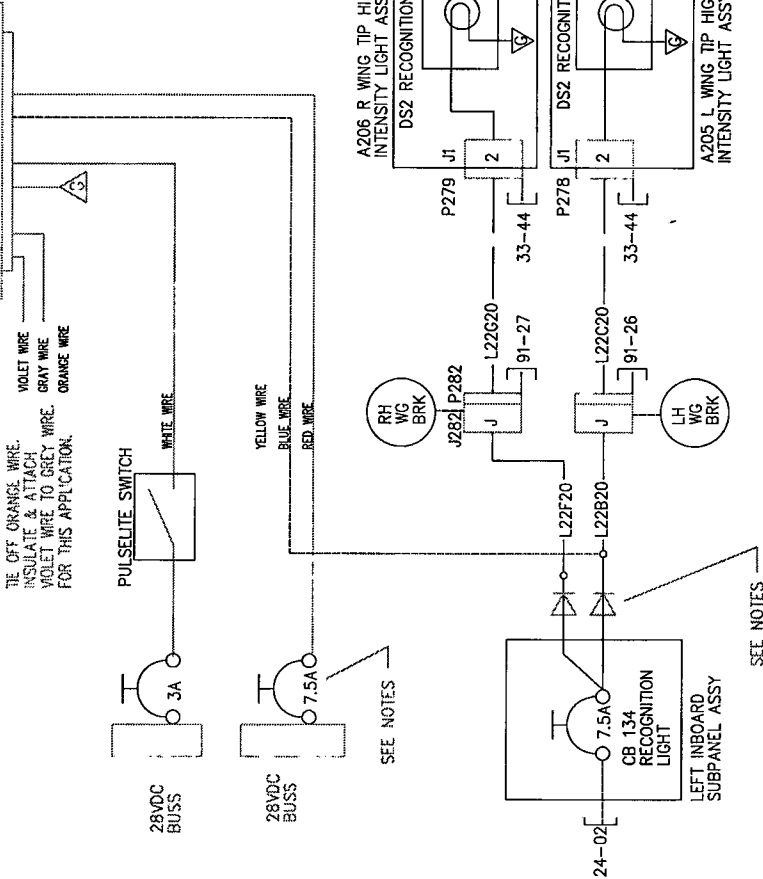 TIE OFF ORANGE WIRE.
INSULATE & ATTACH
VIOLET WIRE TO GREY WIRE.
FOR THIS APPLICATION.
VIOLET WIRE
GRAY WIRE
ORANGE WIRE
G
PULSELITE SWITCH
WHITE WIRE
3A
28VDC
BUSS
YELLOW WIRE
BLUE WIRE
RED WIRE
7.5A
28VDC
BUSS
SEE NOTES
A206 R WING TIP HI
INTENSITY LIGHT ASS
DS2 RECOGNITION
G
P279
J1
2
33-44
L22G20
RH
WG
BRK
J282
P282
J
91-27
L22F20
DS2 RECOGNIT
G
P278
J1
2
33-44
A205 L WING TIP HIG
INTENSITY LIGHT ASS
L22C20
J
91-26
LH
WG
BRK
L22B20
7.5A
CB 134
RECOGNITION
LIGHT
LEFT INBOARD
SUBPANEL ASSY
24-02
SEE NOTES